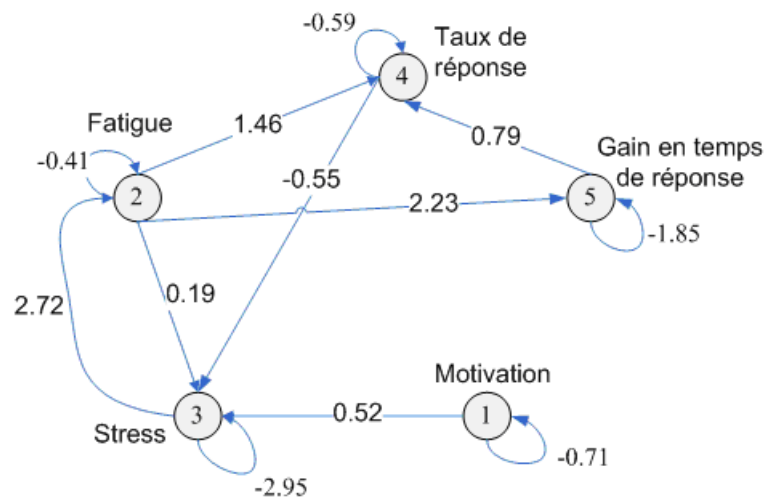 -0.59
Taux de
réponse
4
Fatigue
1.46
0.79
-0.41
Gain en temps
de réponse
-0.55
2
2.23
5
-1.85
0.19
2.72
Motivation
3
0.52
1
Stress
-0.71
-2.95